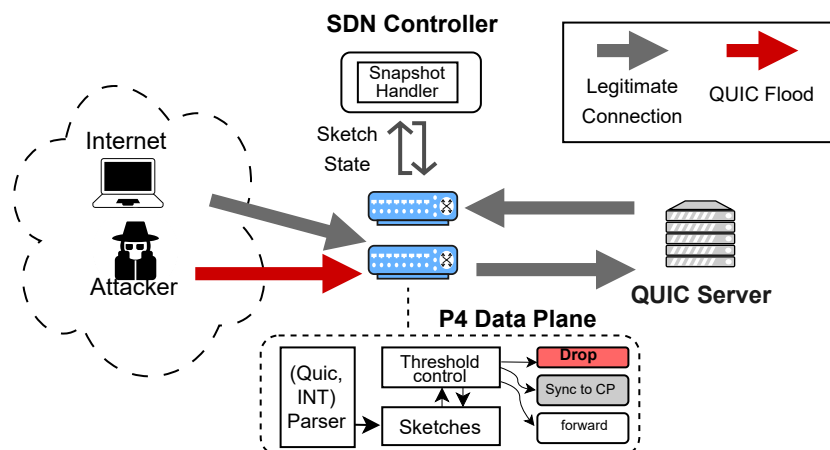 SDN Controller
Snapshot
Handler
Legitimate
Connection
QUIC Flood
Sketch
State
Internet
Attacker
QUIC Server
P4 Data Plane
(Quic,
INT)
Parser
Threshold
control
Sketches
Drop
Sync to CP
forward